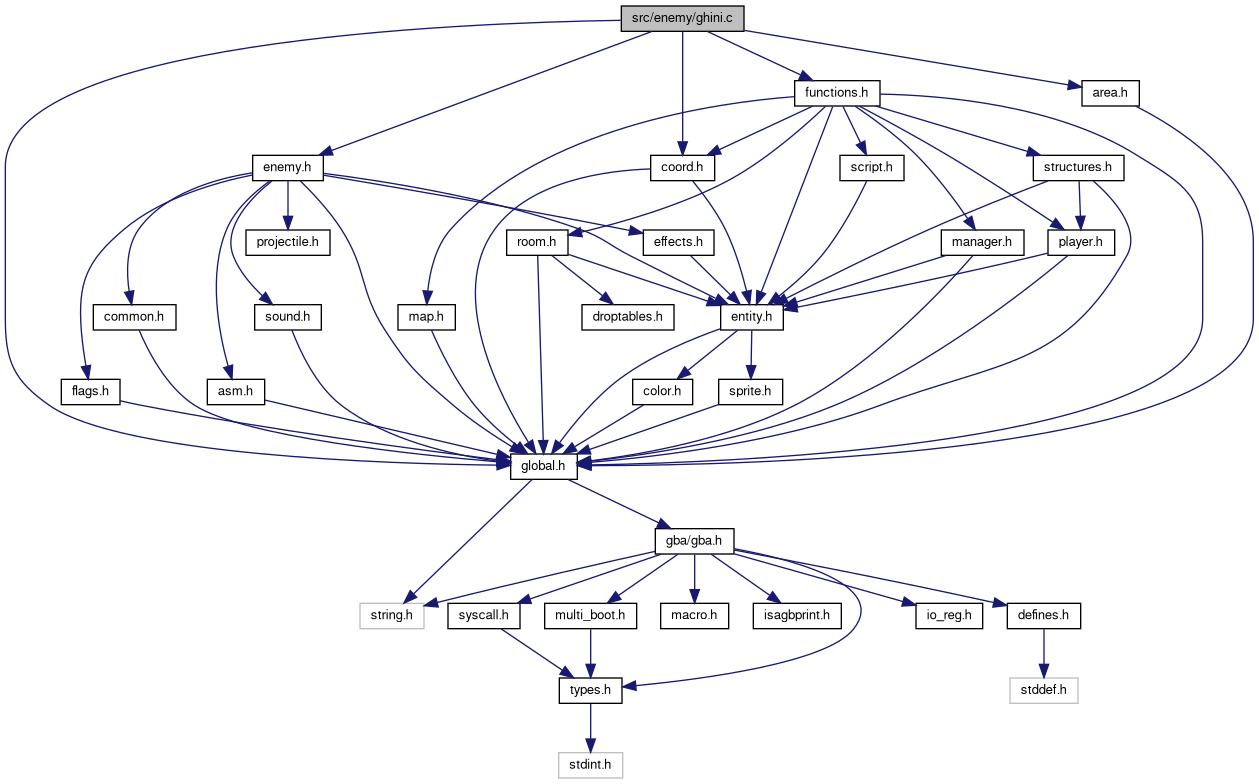 src/enemy/ghini.c
functions.h
area.h
enemy.h
coord.h
script.h
structures.h
projectile.h
room.h
effects.h
manager.h
player.h
common.h
sound.h
map.h
droptables.h
entity.h
flags.h
asm.h
color.h
sprite.h
global.h
gba/gba.h
string.h
syscall.h
multi_boot.h
macro.h
isagbprint.h
io_reg.h
defines.h
types.h
stddef.h
stdint.h